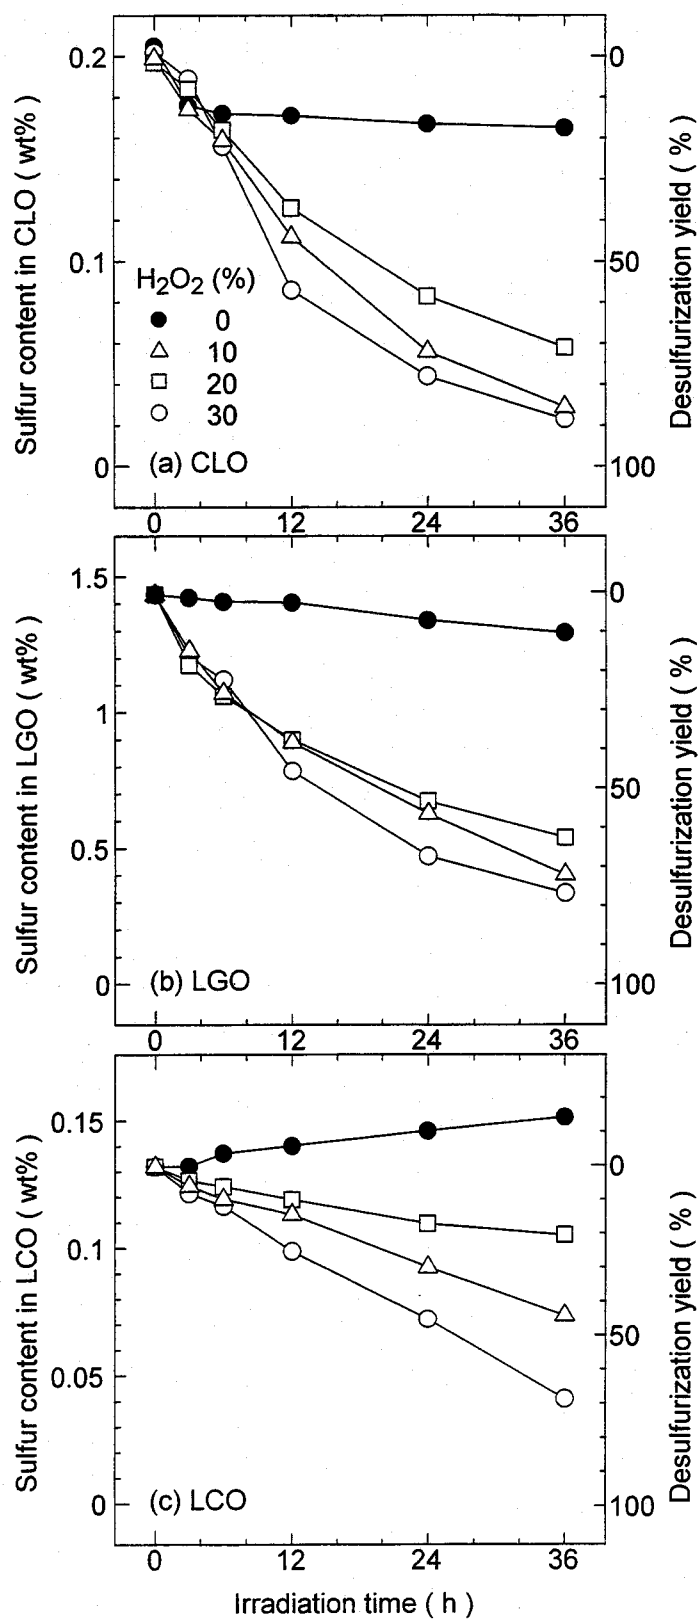 Sulfur content in CLO ( wt% )
0.2
0.1
0
H₂O₂ (%)
0
10
20
30
(a) CLO
0
50
100
Desulfurization yield ( % )
0 12 24 36
Sulfur content in LGO ( wt% )
1.5
1
0.5
0
(b) LGO
0
50
100
Desulfurization yield ( % )
0 12 24 36
Sulfur content in LCO ( wt% )
0.15
0.1
0.05
0
(c) LCO
0
50
100
Desulfurization yield ( % )
0 12 24 36
Irradiation time ( h )